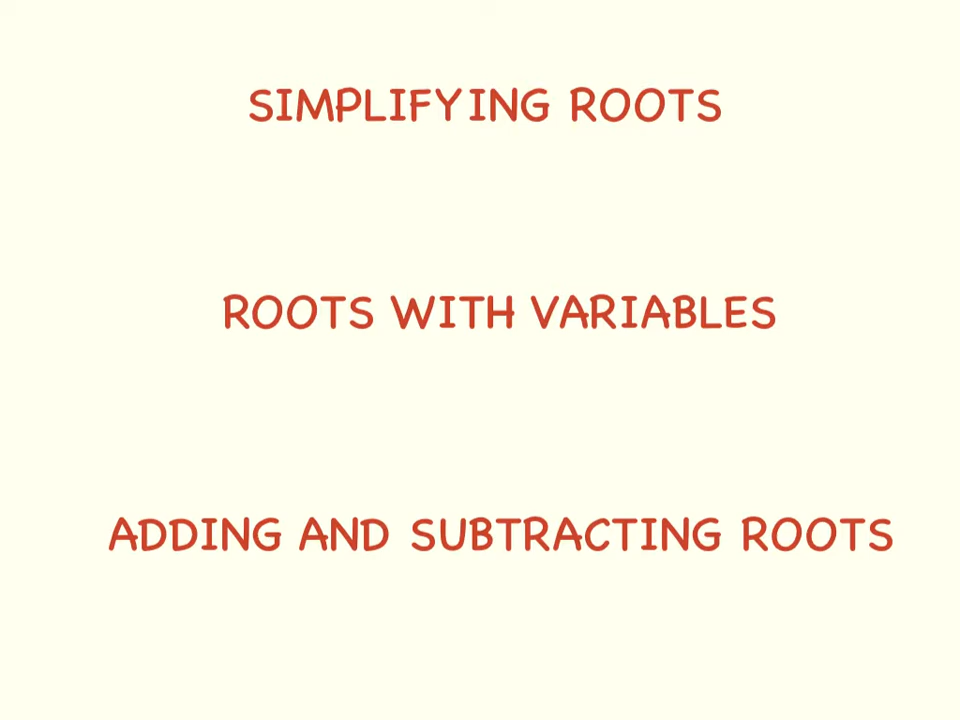 SIMPLIFYING ROOTS
ROOTS WITH VARIABLES
ADDING AND SUBTRACTING ROOTS